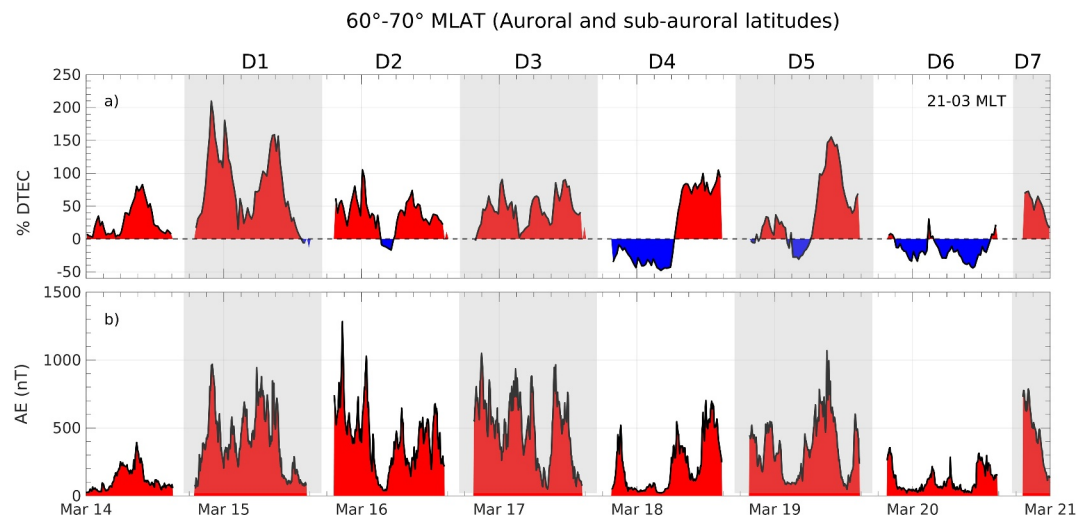 60°-70° MLAT (Auroral and sub-auroral latitudes)
D1 D2 D3 D4 D5 D6 D7
a)
21-03 MLT
% DTEC
250
200
150
100
50
0
-50
b)
AE (nT)
1500
1000
500
0
Mar 14 Mar 15 Mar 16 Mar 17 Mar 18 Mar 19 Mar 20 Mar 21